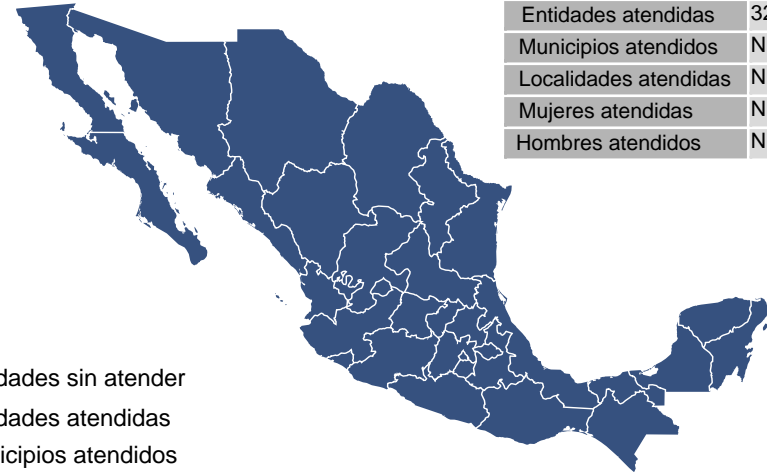 Entidades atendidas 32
Municipios atendidos N
Localidades atendidas N
Mujeres atendidas N
Hombres atendidos N
dades sin atender
dades atendidas
icipios atendidos